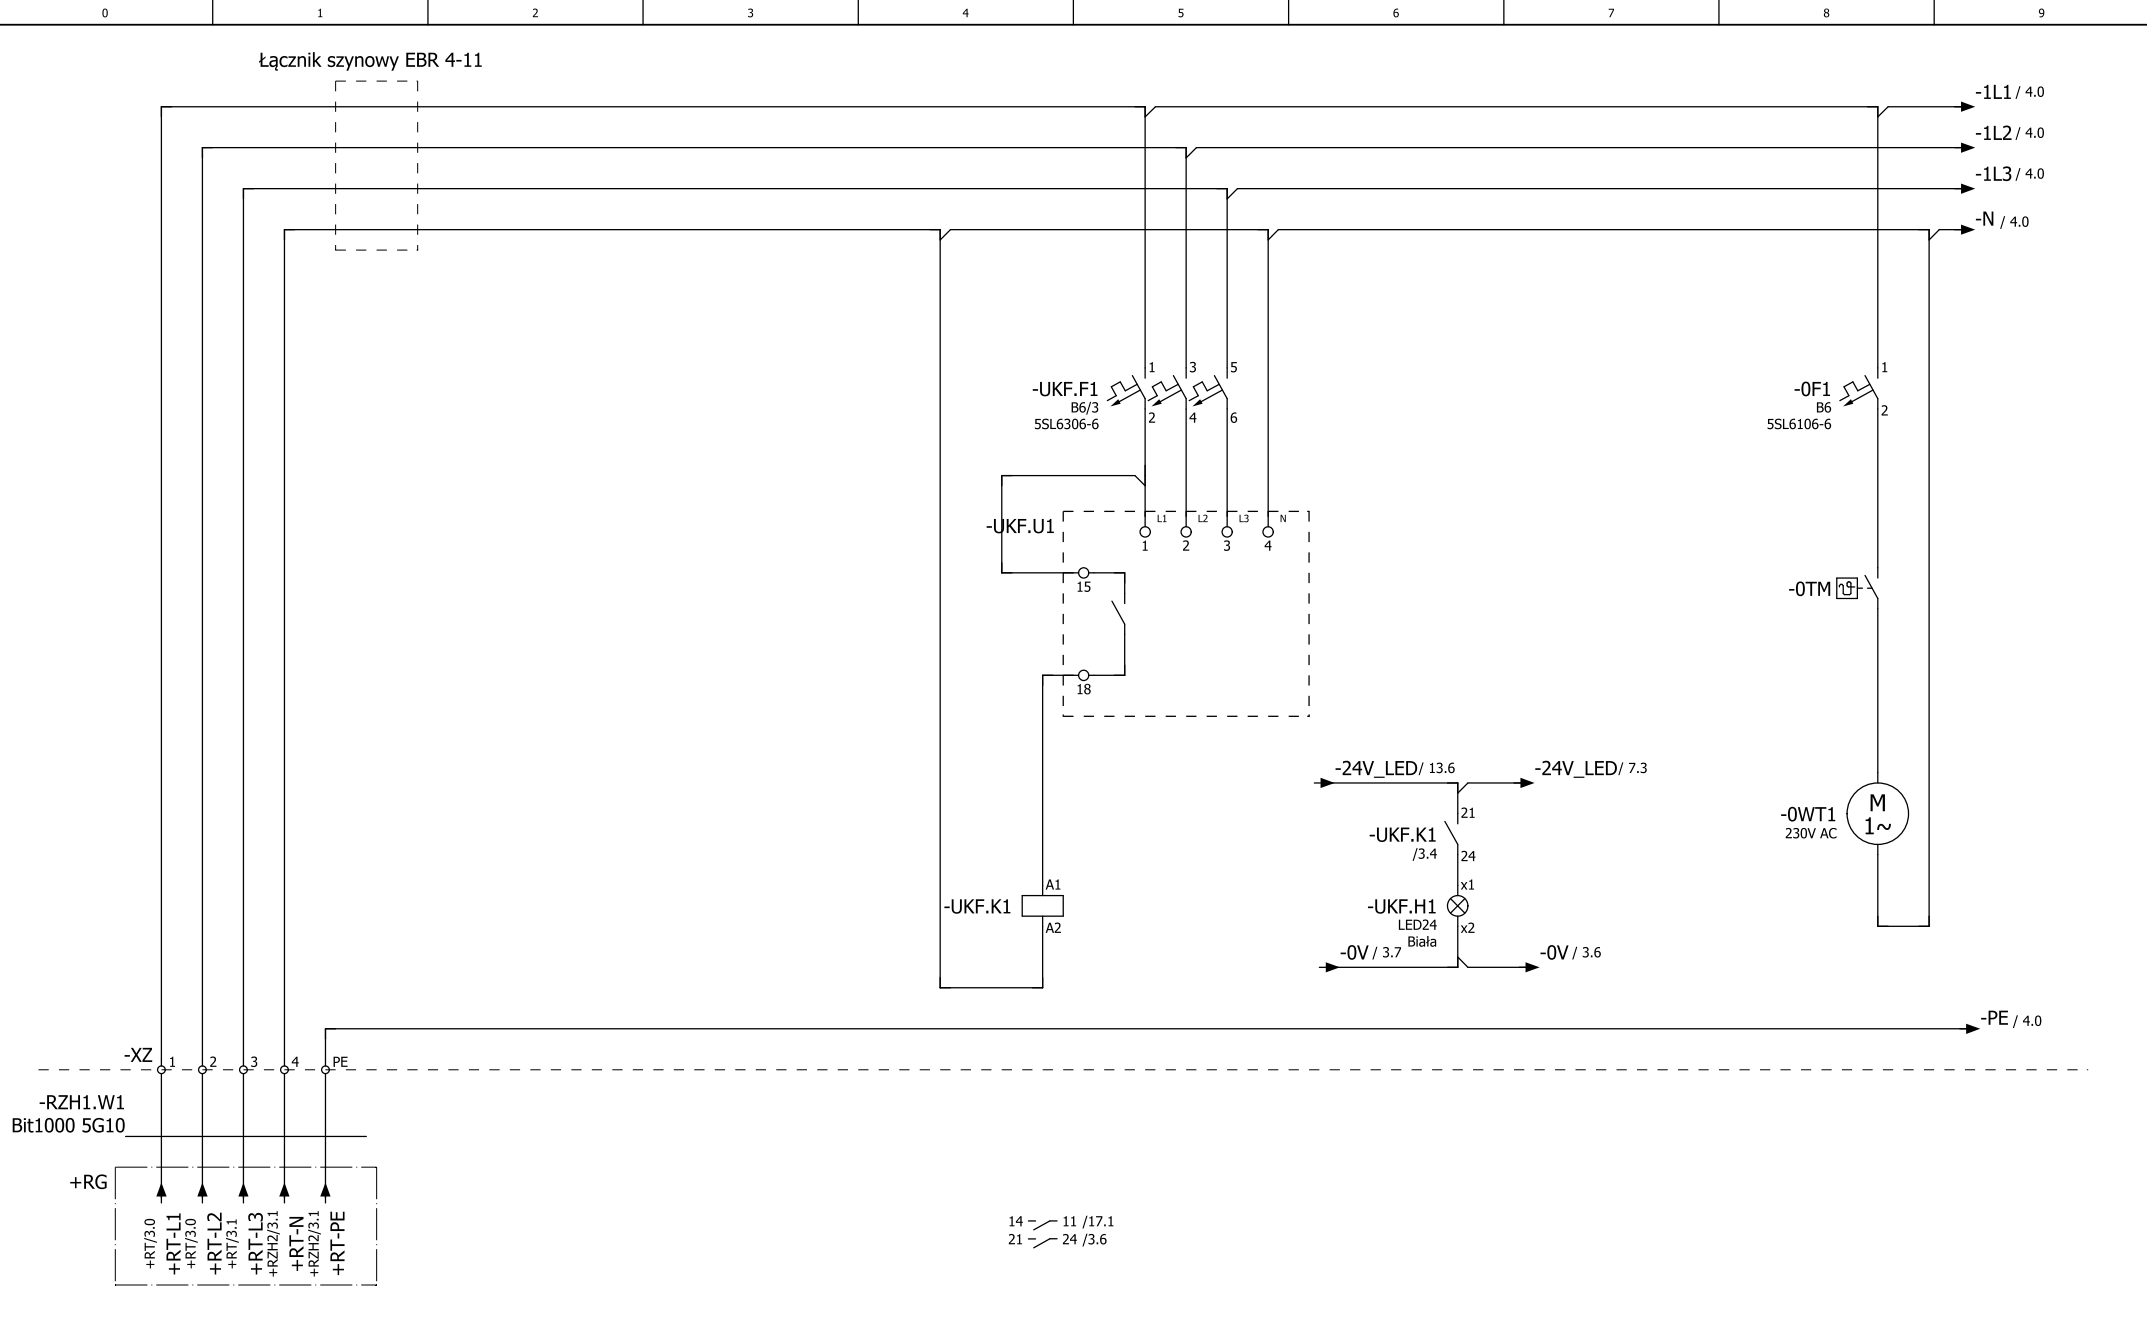 0 1 2 3 4 5 6 7 8 9
Łącznik szynowy EBR 4-11
-1L1 / 4.0
-1L2 / 4.0
-1L3 / 4.0
-N / 4.0
-UKF.F1
B6/3
5SL6306-6
1 3 5
2 4 6
-0F1
B6
5SL6106-6
1
2
-UKF.U1
L1 L2 L3 N
1 2 3 4
15
18
-0TM
-24V_LED/ 13.6
-24V_LED/ 7.3
21
-UKF.K1
/3.4
24
-0WT1
230V AC
M
1~
-UKF.K1
A1
A2
x1
-UKF.H1
LED24
Biała
x2
-0V / 3.7
-0V / 3.6
-PE / 4.0
-XZ
1 2 3 4 PE
-RZH1.W1
Bit1000 5G10
+RG
+RT/3.0
+RT-L1
+RT/3.0
+RT-L2
+RT/3.1
+RT-L3
+RZH2/3.1
+RT-N
+RZH2/3.1
+RT-PE
14 11 /17.1
21 24 /3.6